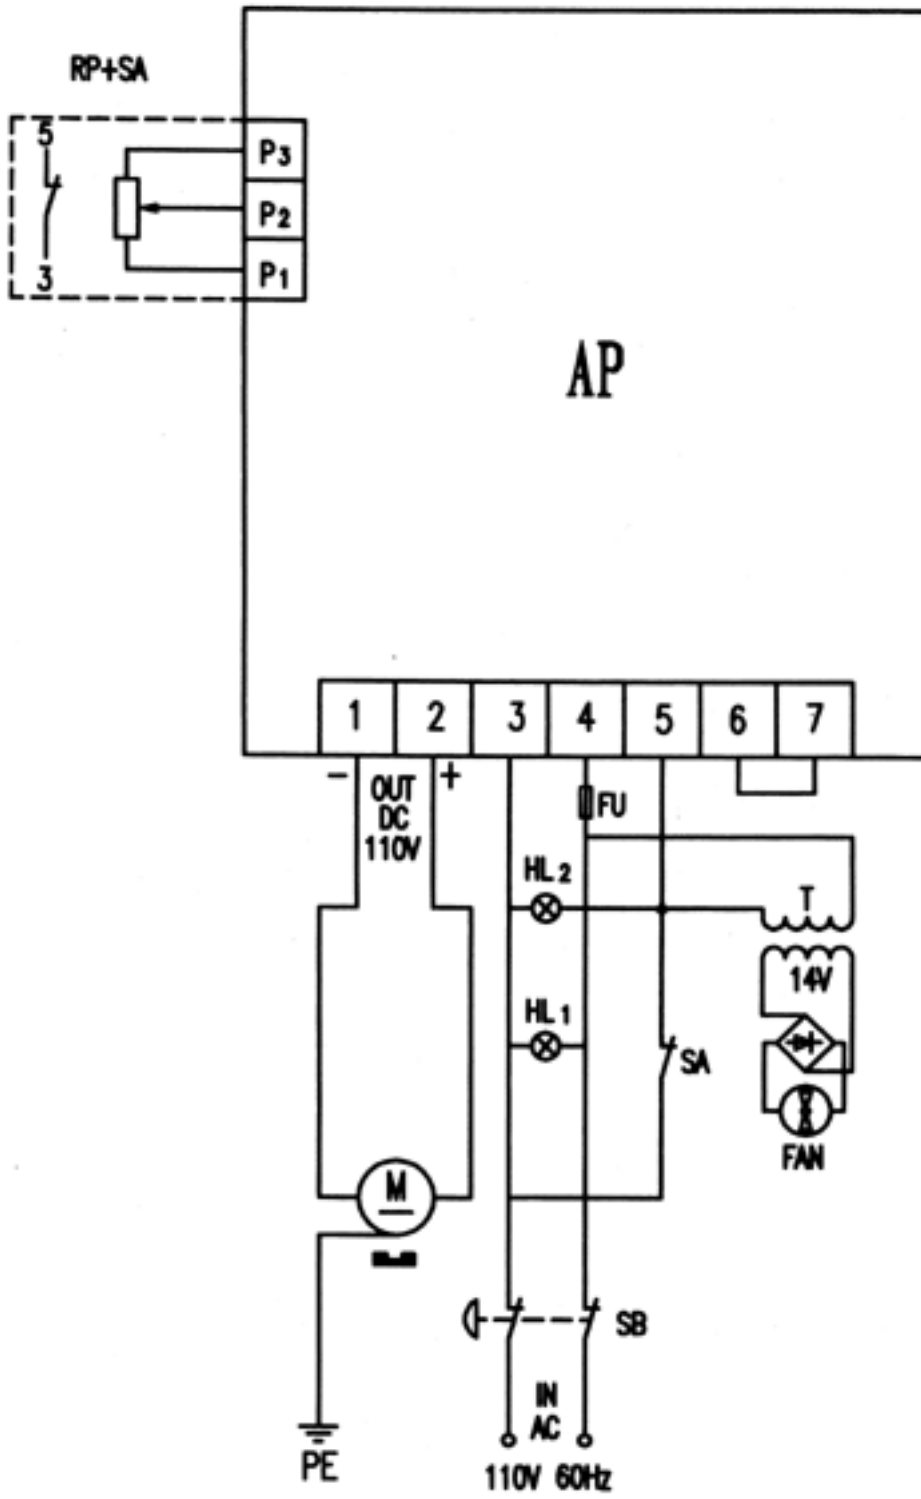 RP+SA
5
P3
P2
3
P1
AP
1 2 3 4 5 6 7
- +
OUT
DC
110V
FU
HL2
T
14V
HL1
SA
FAN
M
SB
IN
AC
PE
110V 60Hz